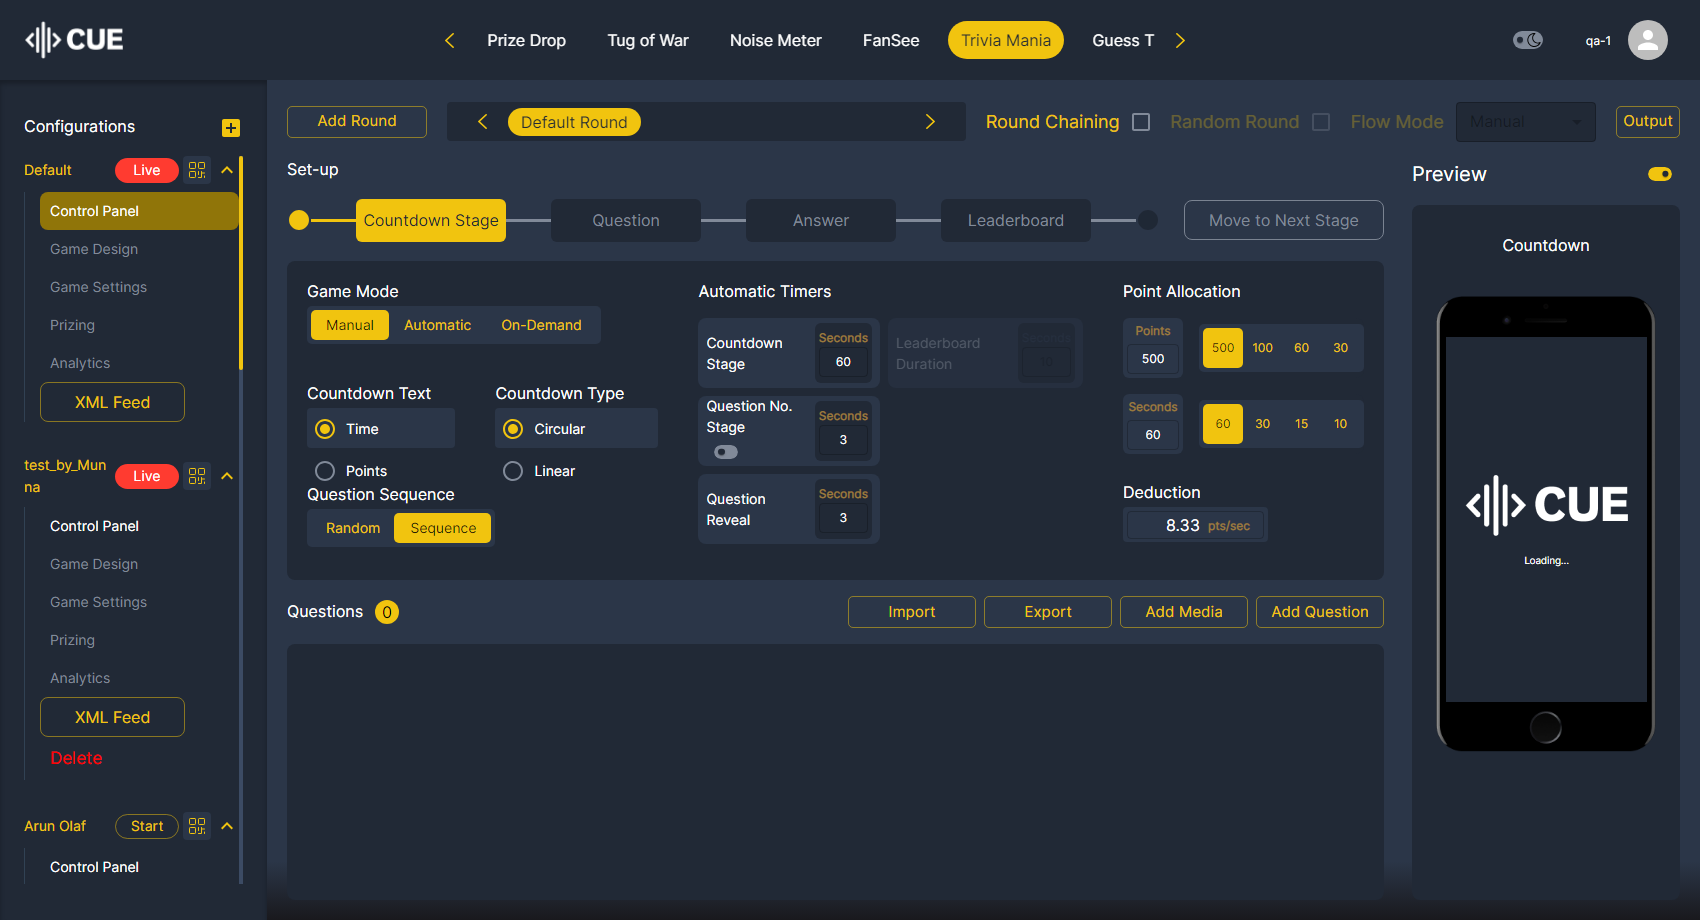 CUE
Prize Drop
Tug of War
Noise Meter
FanSee
Trivia Mania
Guess T
qa-1
Configurations
Default
Live
Control Panel
Game Design
Game Settings
Prizing
Analytics
XML Feed
test_by_Mun
na
Live
Control Panel
Game Design
Game Settings
Prizing
Analytics
XML Feed
Delete
Arun Olaf
Start
Control Panel
Add Round
Default Round
Round Chaining
Random Round
Flow Mode
Manual
Output
Set-up
Countdown Stage
Question
Answer
Leaderboard
Move to Next Stage
Game Mode
Manual
Automatic
On-Demand
Countdown Text
Time
Points
Countdown Type
Circular
Linear
Question Sequence
Random
Sequence
Automatic Timers
Countdown
Stage
Seconds
60
Leaderboard
Duration
Seconds
10
Question No.
Stage
Seconds
3
Question
Reveal
Seconds
3
Point Allocation
Points
500
500
100
60
30
Seconds
60
60
30
15
10
Deduction
8.33 pts/sec
Questions 0
Import
Export
Add Media
Add Question
Preview
Countdown
CUE
Loading...